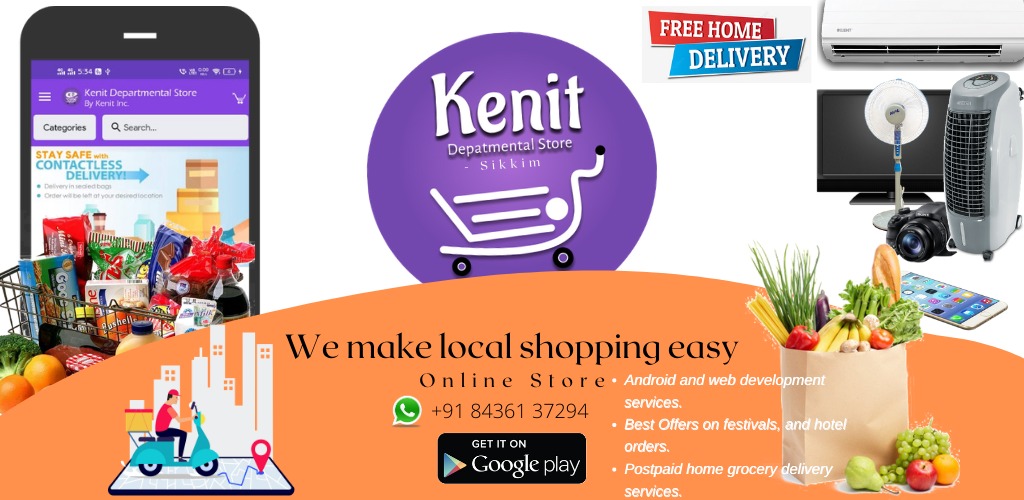 FREE HOME
DELIVERY
5:34
Kenit Departmental Store
By Kenit Inc.
Categories
Search...
STAY SAFE with
CONTACTLESS
DELIVERY!
Delivery in sealed bags
Order will be left at your desired location
Kenit
Depatmental Store
- Sikkim
We make local shopping easy
Online Store
+91 84361 37294
GET IT ON
Google play
• Android and web development
services.
• Best Offers on festivals, and hotel
orders.
• Postpaid home grocery delivery
services.